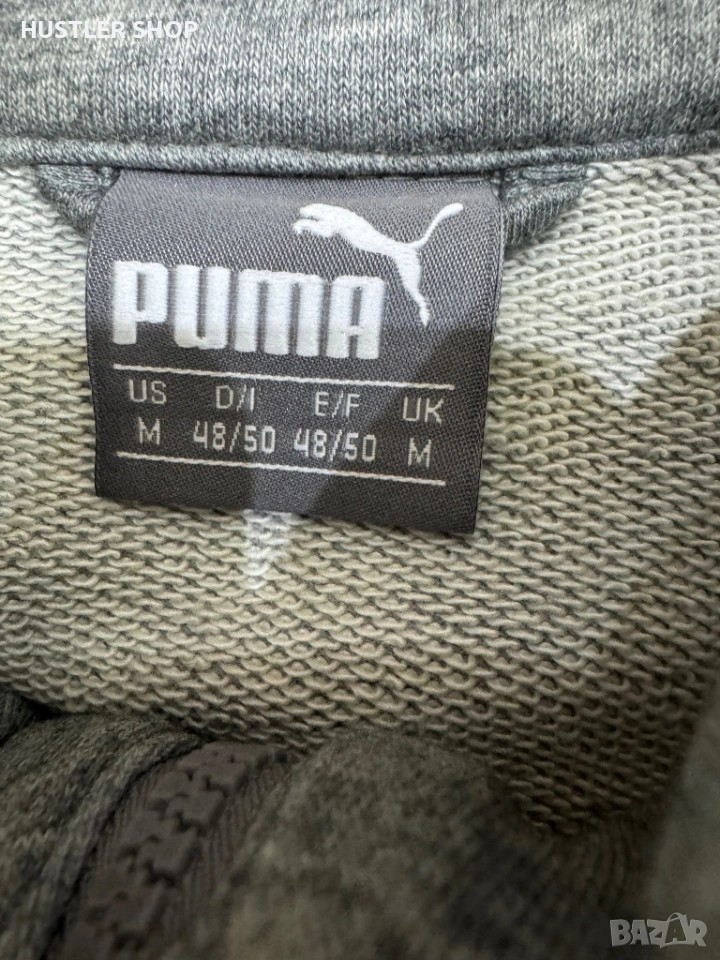 HUSTLER SHOP
PUMA
US D/I E/F UK
M 48/50 48/50 M
BAZAR